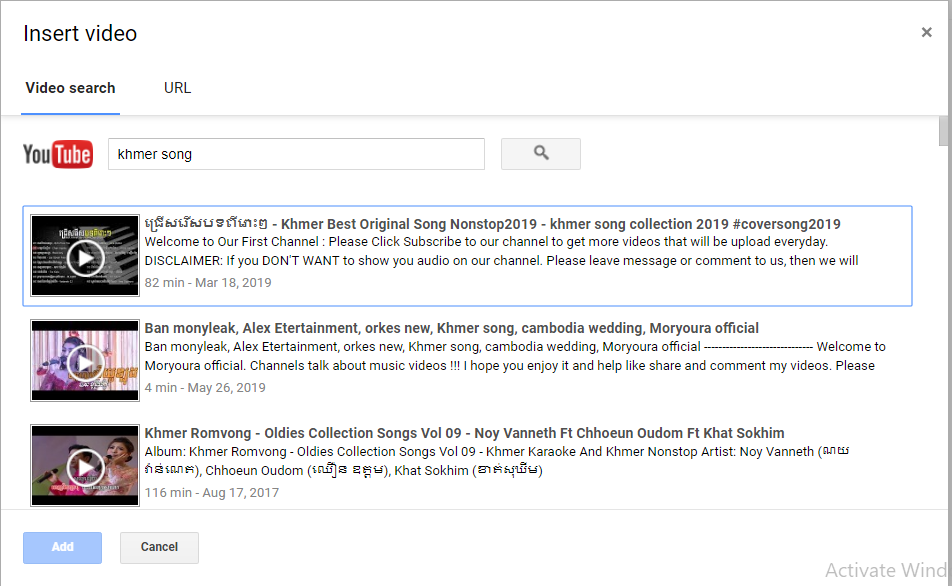 Insert video
×
Video search
URL
YouTube
khmer song
ជ្រើសរើសបទពីរោះៗ - Khmer Best Original Song Nonstop2019 - khmer song collection 2019 #coversong2019
Welcome to Our First Channel : Please Click Subscribe to our channel to get more videos that will be upload everyday.
DISCLAIMER: If you DON'T WANT to show you audio on our channel. Please leave message or comment to us, then we will
82 min - Mar 18, 2019
Ban monyleak, Alex Etertainment, orkes new, Khmer song, cambodia wedding, Moryoura official
Ban monyleak, Alex Etertainment, orkes new, Khmer song, cambodia wedding, Moryoura official ------------------------------ Welcome to
Moryoura official. Channels talk about music videos !!! I hope you enjoy it and help like share and comment my videos. Please
4 min - May 26, 2019
Khmer Romvong - Oldies Collection Songs Vol 09 - Noy Vanneth Ft Chhoeun Oudom Ft Khat Sokhim
Album: Khmer Romvong - Oldies Collection Songs Vol 09 - Khmer Karaoke And Khmer Nonstop Artist: Noy Vanneth (ណយ
វ៉ាន់ណេត), Chhoeun Oudom (ឈឿន ឧត្តម), Khat Sokhim (ខាត់សុឃីម)
116 min - Aug 17, 2017
Add
Cancel
Activate Wind